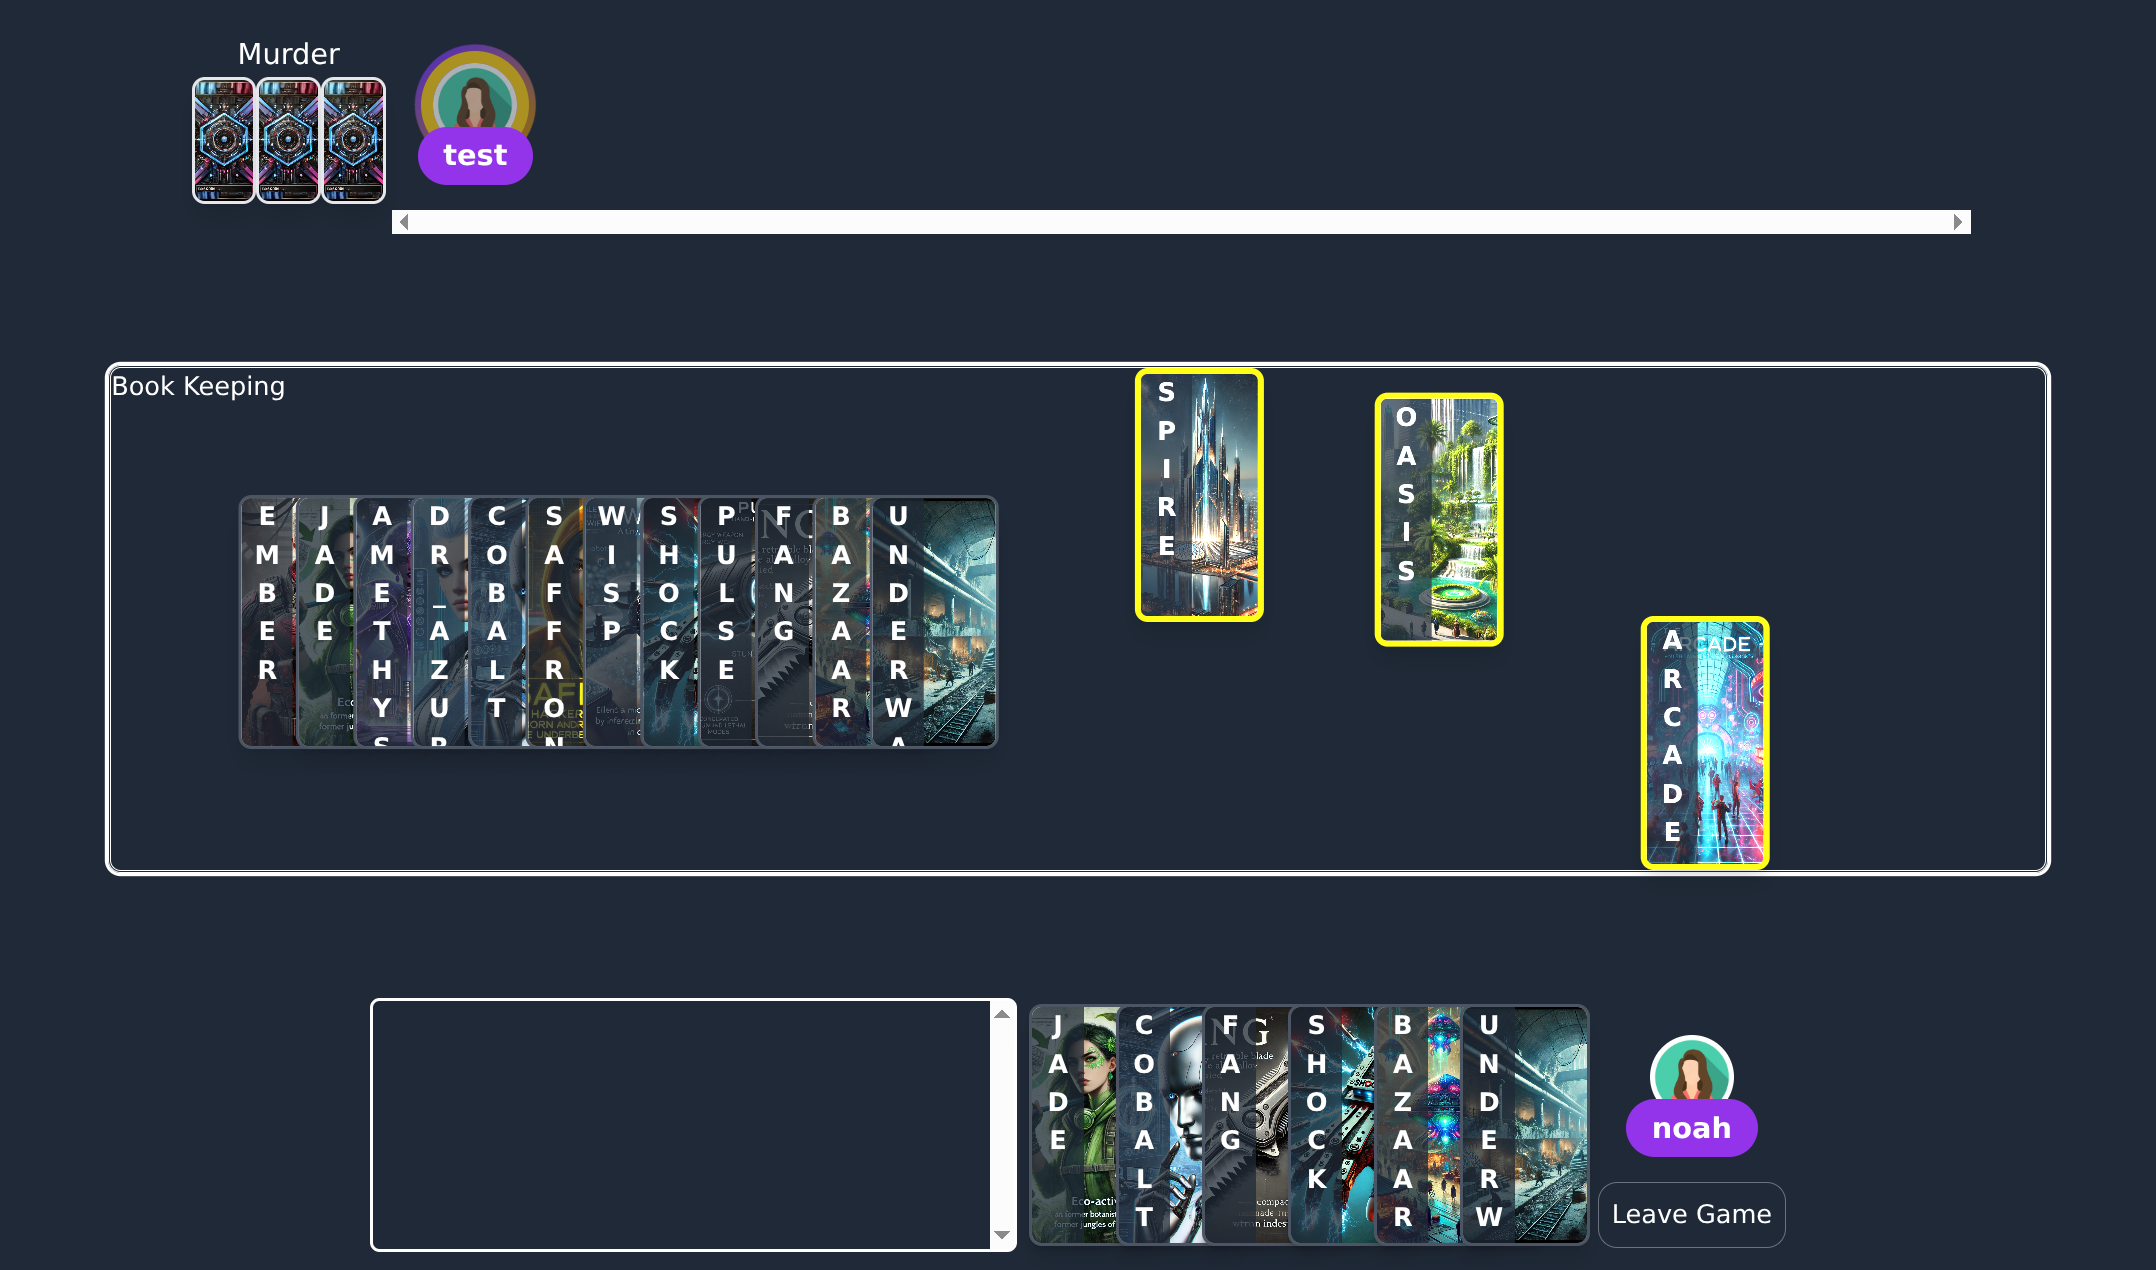 Murder
test
Book Keeping
SPIRE
OASIS
ARCADE
EMBER
JADE
AMETHYS
DR_AZUR
COBALT
SAFFRON
WISP
SHOCK
PULSE
FANG
BAZAAR
UNDERWA
JADE
COBALT
FANG
SHOCK
BAZAAR
UNDERW
noah
Leave Game